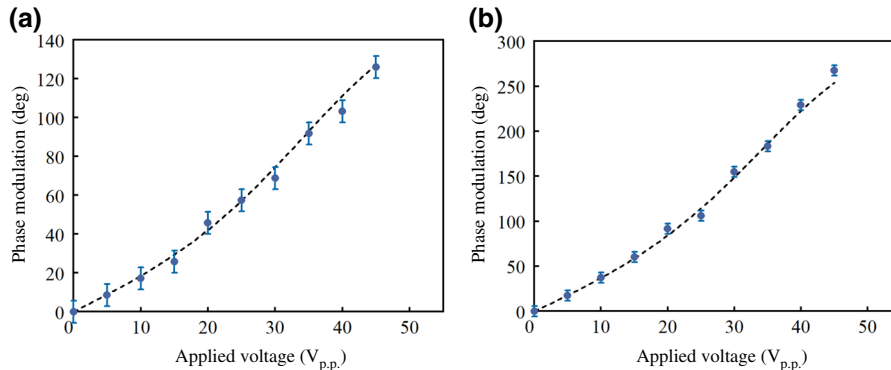 (a)
140
120
100
80
60
40
20
0
0 10 20 30 40 50
Phase modulation (deg)
Applied voltage (Vp.p.)
(b)
300
250
200
150
100
50
0
0 10 20 30 40 50
Phase modulation (deg)
Applied voltage (Vp.p.)